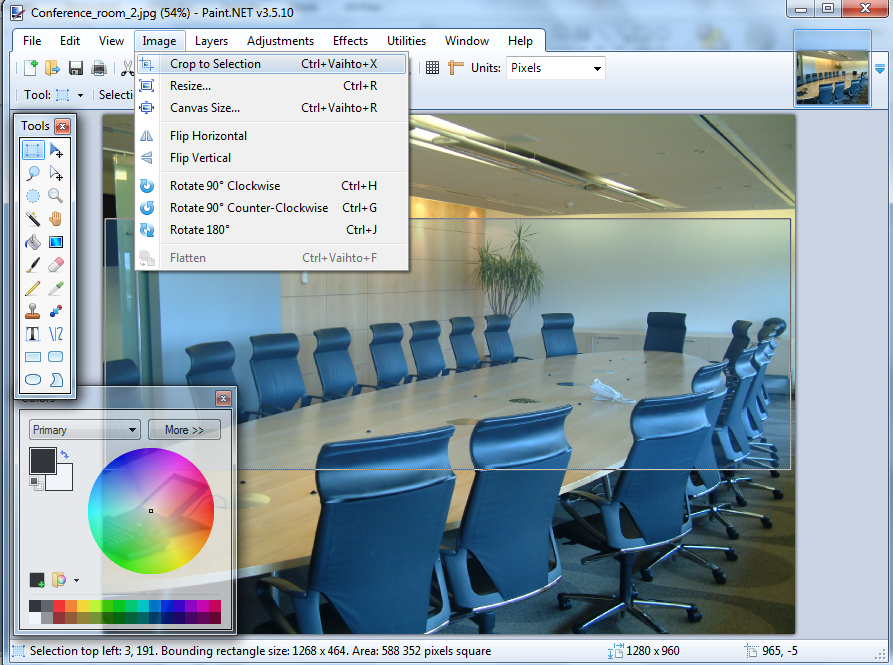 Conference_room_2.jpg (54%) - Paint.NET v3.5.10
File Edit View Image Layers Adjustments Effects Utilities Window Help
Units: Pixels
Tool: Selecti
Crop to Selection Ctrl+Vaihto+X
Resize... Ctrl+R
Canvas Size... Ctrl+Vaihto+R
Flip Horizontal
Flip Vertical
Rotate 90° Clockwise Ctrl+H
Rotate 90° Counter-Clockwise Ctrl+G
Rotate 180° Ctrl+J
Flatten Ctrl+Vaihto+F
Tools
Colors
Primary More >>
Selection top left: 3, 191. Bounding rectangle size: 1268 x 464. Area: 588 352 pixels square 1280 x 960 965, -5